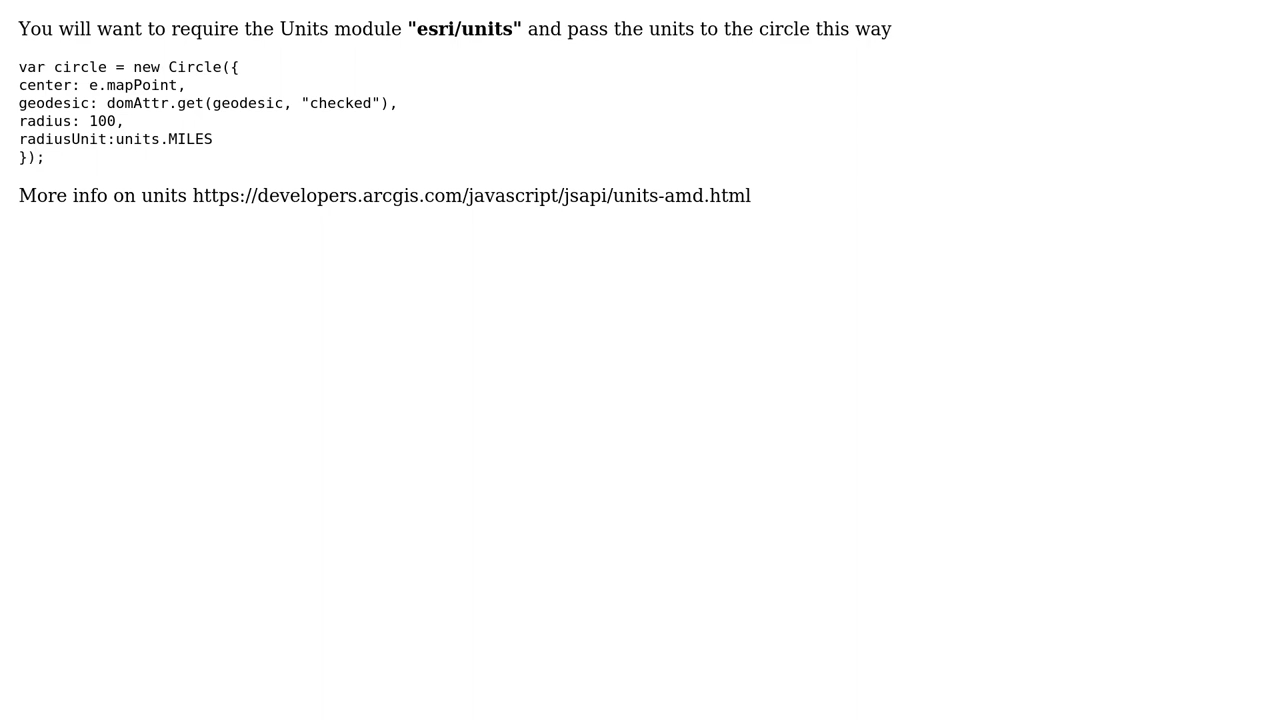 You will want to require the Units module "esri/units" and pass the units to the circle this way
var circle = new Circle({
center: e.mapPoint,
geodesic: domAttr.get(geodesic, "checked"),
radius: 100,
radiusUnit:units.MILES
});
More info on units https://developers.arcgis.com/javascript/jsapi/units-amd.html